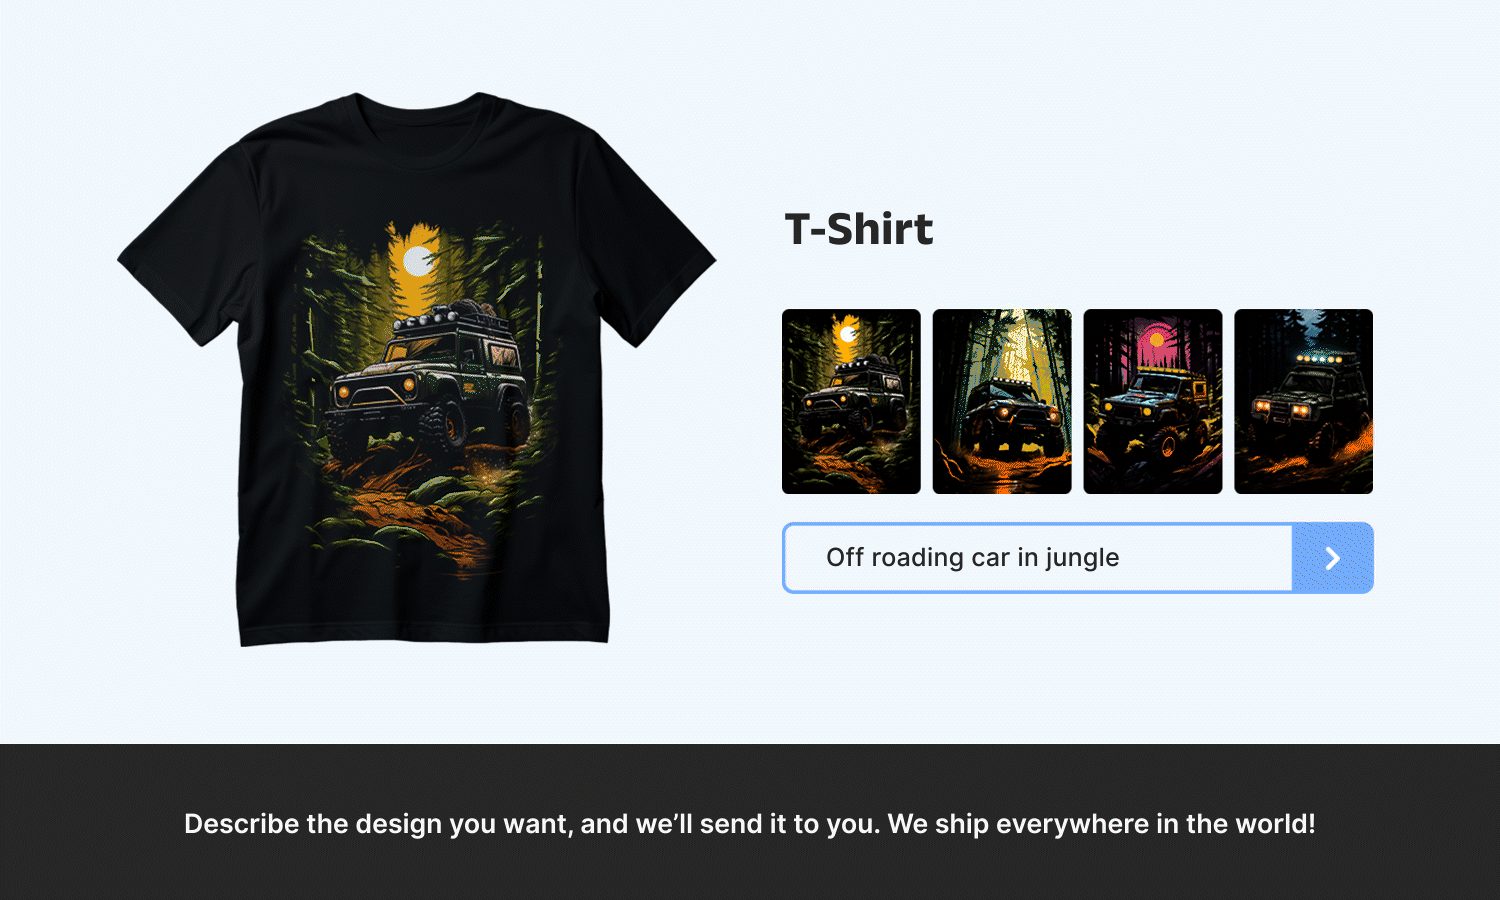 T-Shirt
Off roading car in jungle
Describe the design you want, and we’ll send it to you. We ship everywhere in the world!